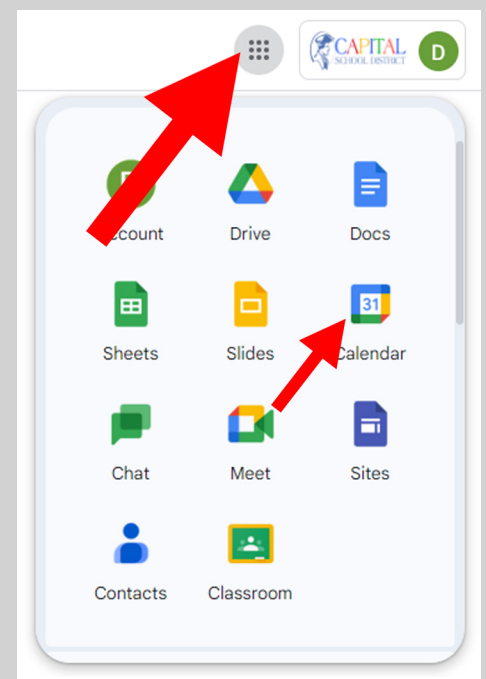 CAPITAL
SCHOOL DISTRICT
D
ccount
Drive
Docs
Sheets
Slides
31
Calendar
Chat
Meet
Sites
Contacts
Classroom